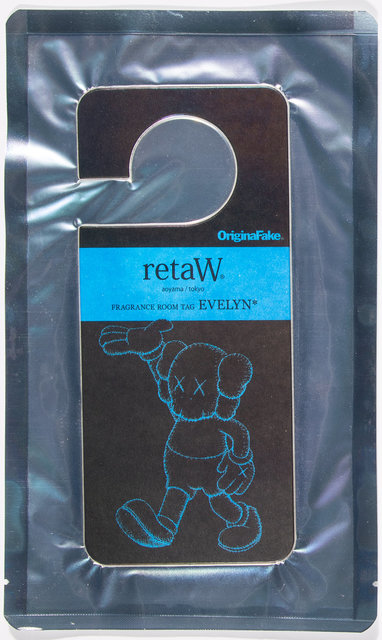 OriginalFake®
retaW®
aoyama / tokyo
FRAGRANCE ROOM TAG EVELYN*